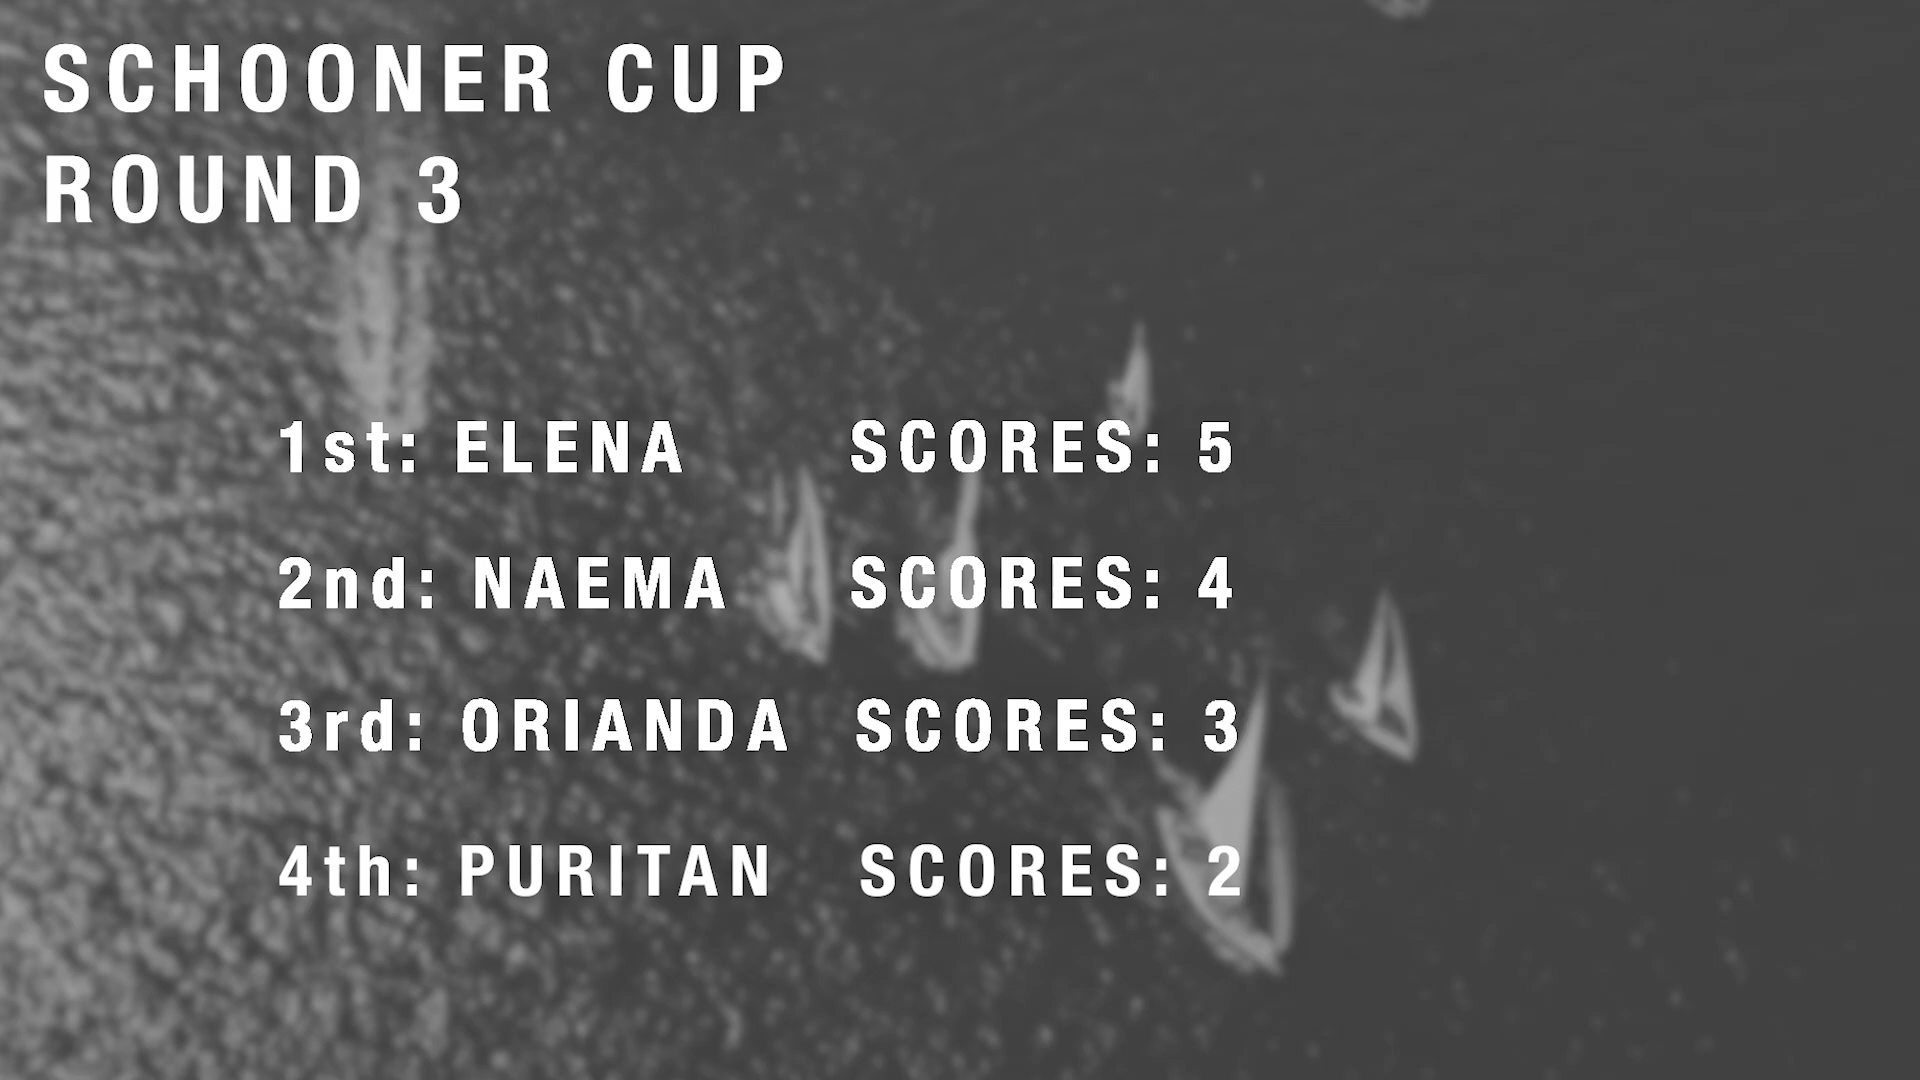 SCHOONER CUP
ROUND 3
1st: ELENA SCORES: 5
2nd: NAEMA SCORES: 4
3rd: ORIANDA SCORES: 3
4th: PURITAN SCORES: 2